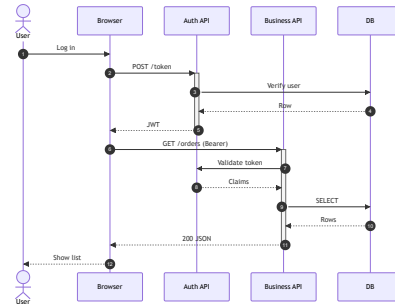 Browser
Auth API
Business API
DB
User
1
Log in
2
POST /token
3
Verify user
Row
4
JWT
5
6
GET /orders (Bearer)
Validate token
7
8
Claims
9
SELECT
Rows
10
200 JSON
11
Show list
12
Browser
Auth API
Business API
DB
User